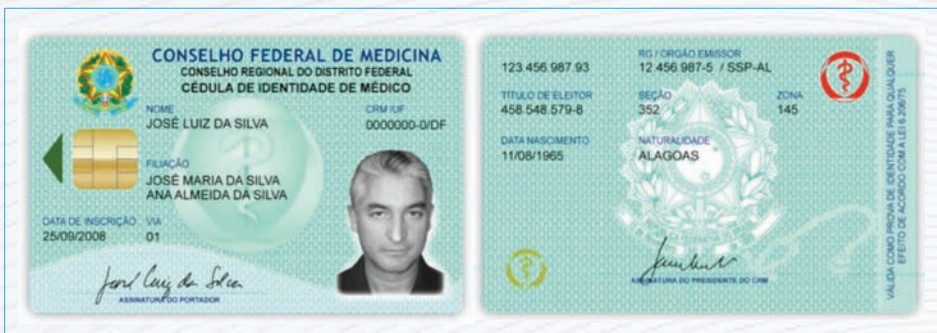 CONSELHO FEDERAL DE MEDICINA
CONSELHO REGIONAL DO DISTRITO FEDERAL
CÉDULA DE IDENTIDADE DE MÉDICO
NOME CRM /UF
JOSÉ LUIZ DA SILVA 0000000-0/DF
FILIAÇÃO
JOSÉ MARIA DA SILVA
ANA ALMEIDA DA SILVA
DATA DE INSCRIÇÃO VIA
25/09/2008 01
José Luiz da Silva
ASSINATURA DO PORTADOR
RG / ORGÃO EMISSOR
123.456.987.93 12.456.987-5 / SSP-AL
TÍTULO DE ELEITOR SEÇÃO ZONA
458.548.579-8 352 145
DATA NASCIMENTO NATURALIDADE
11/08/1965 ALAGOAS
ASSINATURA DO PRESIDENTE DO CRM
VÁLIDA COMO PROVA DE IDENTIDADE PARA QUALQUER
EFEITO DE ACORDO COM A LEI 6.206/75